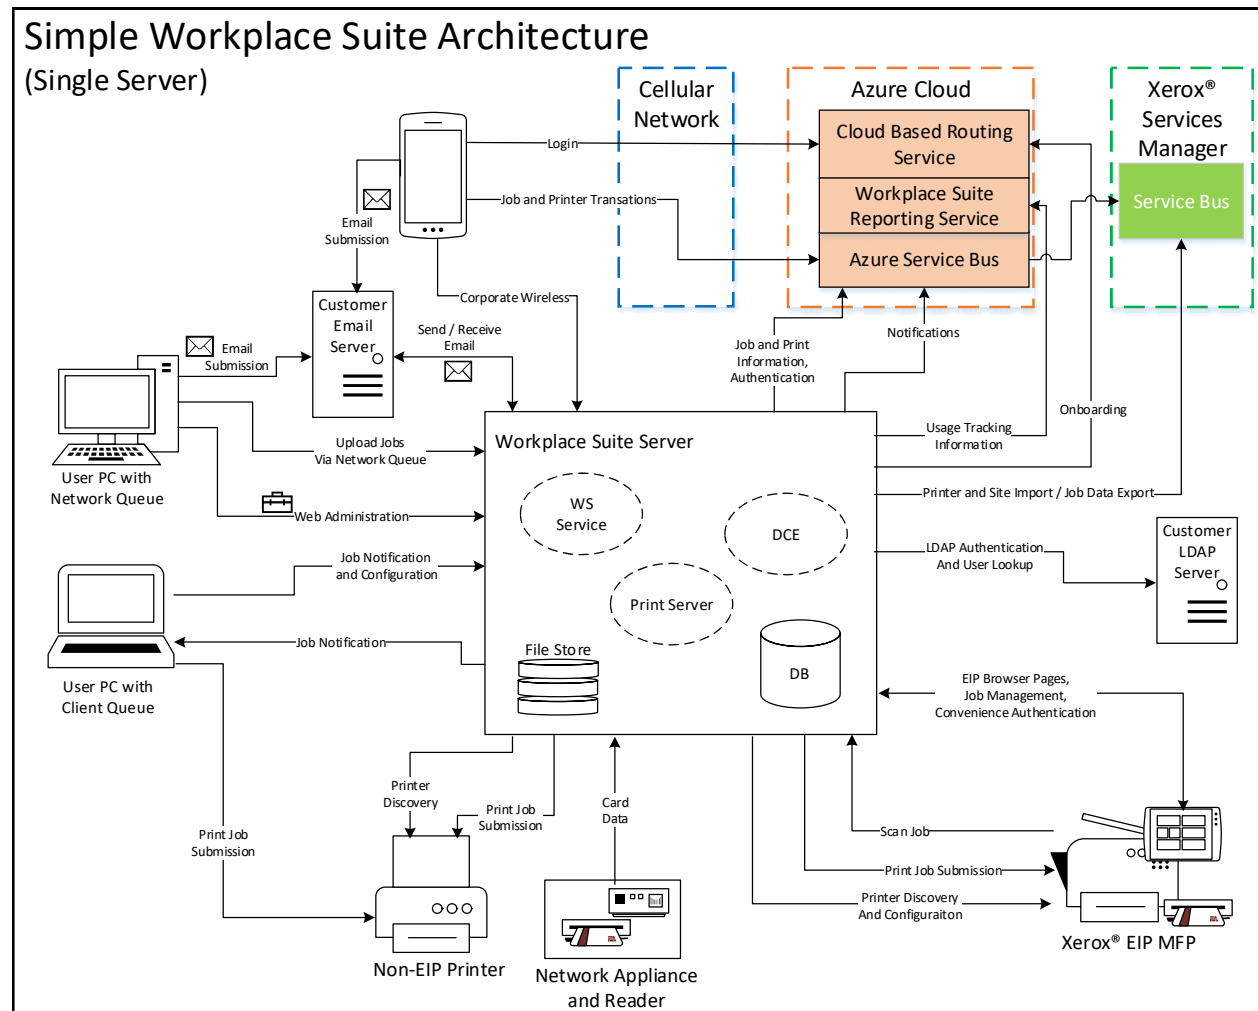 Simple Workplace Suite Architecture
(Single Server)
Cellular
Network
Azure Cloud
Xerox®
Services
Manager
Cloud Based Routing
Service
Workplace Suite
Reporting Service
Azure Service Bus
Service Bus
Login
Job and Printer Transations
Email
Submission
Corporate Wireless
Customer
Email
Server
Send / Receive
Email
Email
Submission
Notifications
Job and Print
Information,
Authentication
Usage Tracking
Information
Onboarding
Upload Jobs
Via Network Queue
User PC with
Network Queue
Web Administration
Workplace Suite Server
WS
Service
DCE
Print Server
File Store
DB
Printer and Site Import / Job Data Export
LDAP Authentication
And User Lookup
Customer
LDAP
Server
Job Notification
and Configuration
Job Notification
User PC with
Client Queue
EIP Browser Pages,
Job Management,
Convenience Authentication
Printer
Discovery
Print Job
Submission
Card
Data
Scan Job
Print Job
Submission
Print Job Submission
Printer Discovery
And Configuraiton
Xerox® EIP MFP
Non-EIP Printer
Network Appliance
and Reader